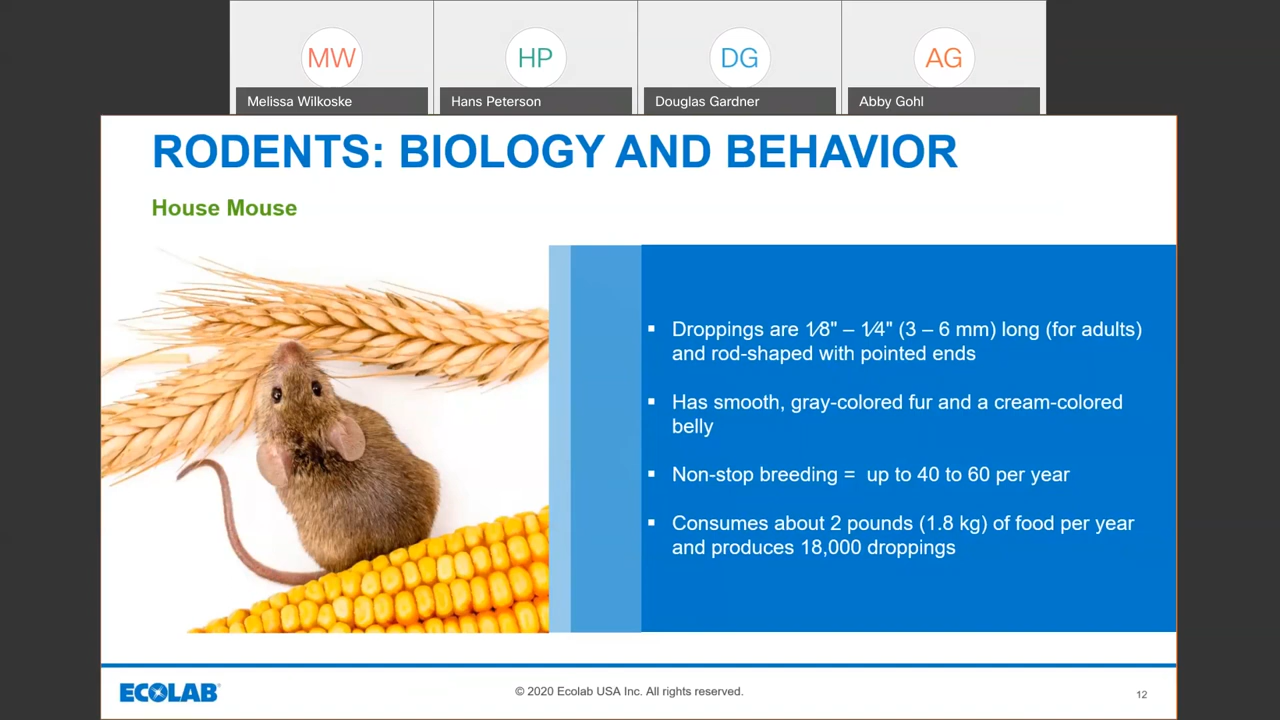 MW
HP
DG
AG
Melissa Wilkoske
Hans Peterson
Douglas Gardner
Abby Gohl
RODENTS: BIOLOGY AND BEHAVIOR
House Mouse
▪ Droppings are 1⁄8" – 1⁄4" (3 – 6 mm) long (for adults)
and rod-shaped with pointed ends
▪ Has smooth, gray-colored fur and a cream-colored
belly
▪ Non-stop breeding =  up to 40 to 60 per year
▪ Consumes about 2 pounds (1.8 kg) of food per year
and produces 18,000 droppings
ECOLAB®
© 2020 Ecolab USA Inc. All rights reserved.
12